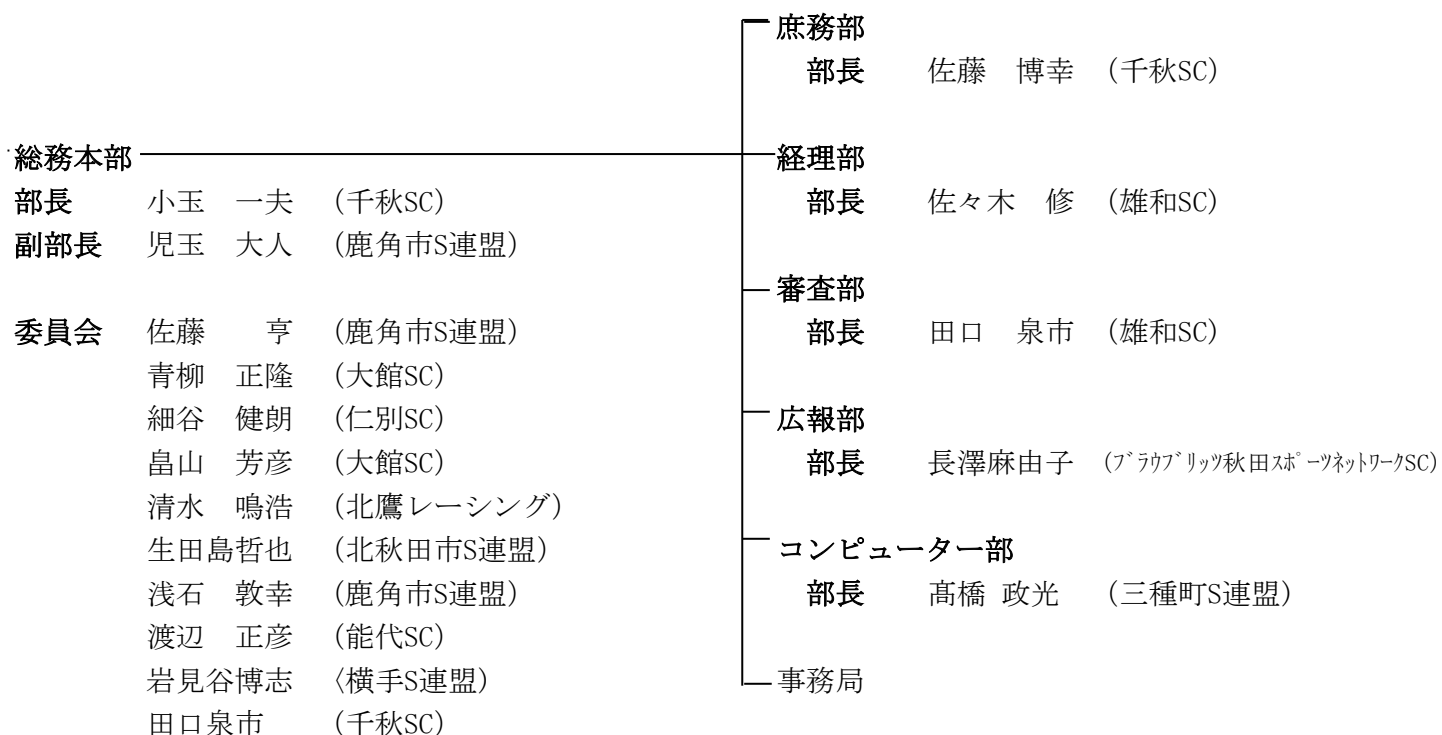 総務本部
部長 小玉 一夫 (千秋SC)
副部長 児玉 大人 (鹿角市S連盟)
委員会 佐藤 亨 (鹿角市S連盟)
青柳 正隆 (大館SC)
細谷 健朗 (仁別SC)
畠山 芳彦 (大館SC)
清水 鳴浩 (北鷹レーシング)
生田島哲也 (北秋田市S連盟)
浅石 敦幸 (鹿角市S連盟)
渡辺 正彦 (能代SC)
岩見谷博志 〈横手S連盟)
田口泉市 (千秋SC)
庶務部
部長 佐藤 博幸 (千秋SC)
経理部
部長 佐々木 修 (雄和SC)
審査部
部長 田口 泉市 (雄和SC)
広報部
部長 長澤麻由子 (ブラウブリッツ秋田スポーツネットワークSC)
コンピューター部
部長 髙橋 政光 (三種町S連盟)
事務局